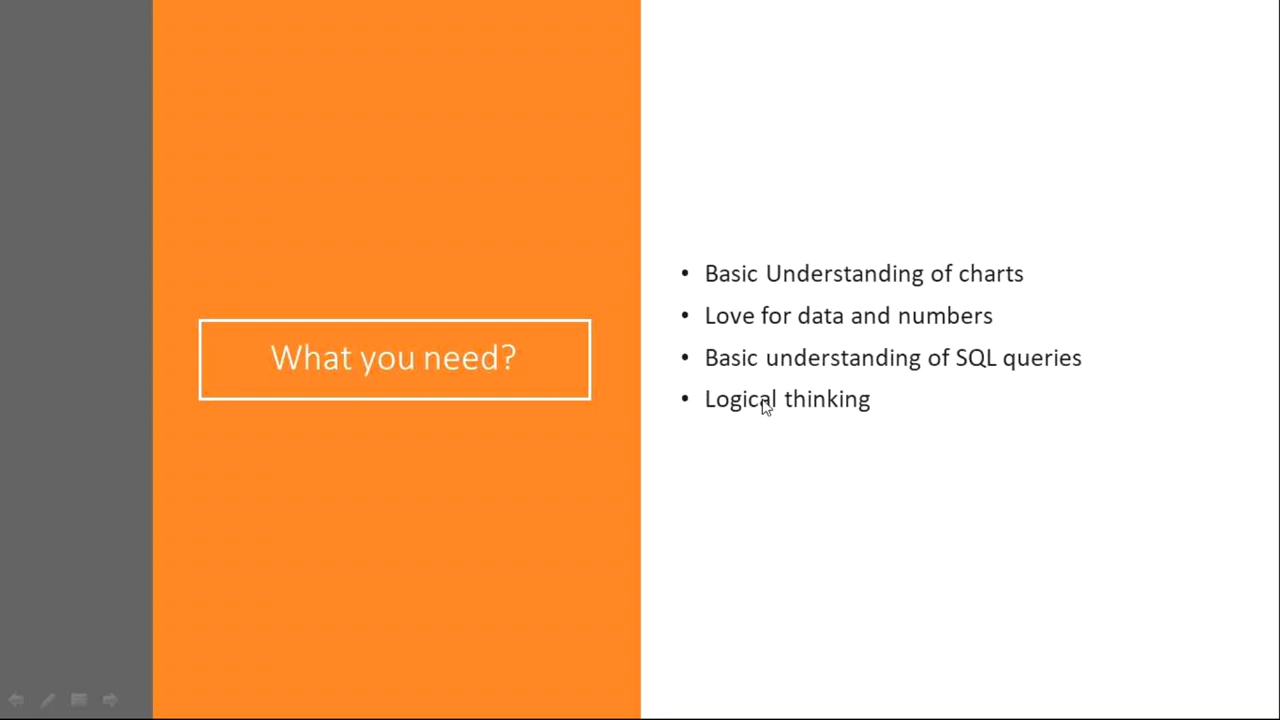 What you need?
• Basic Understanding of charts
• Love for data and numbers
• Basic understanding of SQL queries
• Logical thinking